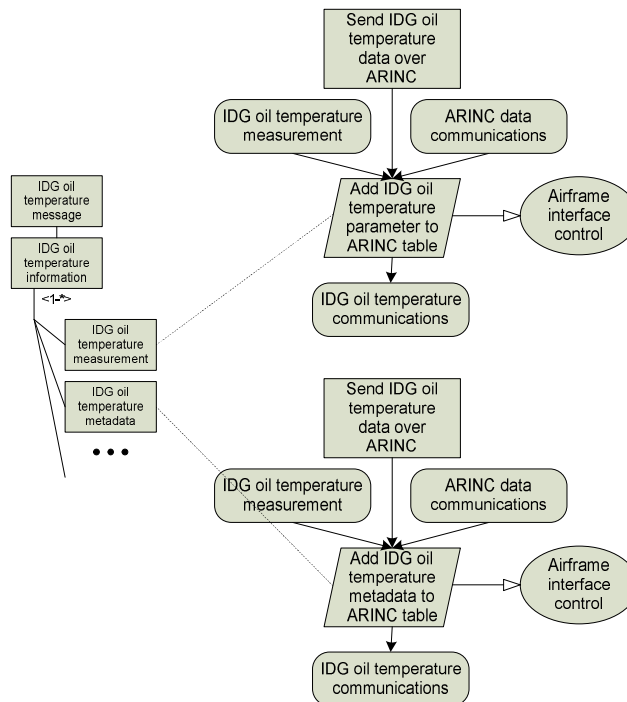 Send IDG oil
temperature
data over
ARINC
IDG oil temperature
measurement
ARINC data
communications
Add IDG oil
temperature
parameter to
ARINC table
Airframe
interface
control
IDG oil temperature
communications
IDG oil
temperature
message
IDG oil
temperature
information
<1-*>
IDG oil
temperature
measurement
IDG oil
temperature
metadata
• • •
Send IDG oil
temperature
data over
ARINC
IDG oil temperature
measurement
ARINC data
communications
Add IDG oil
temperature
metadata to
ARINC table
Airframe
interface
control
IDG oil temperature
communications